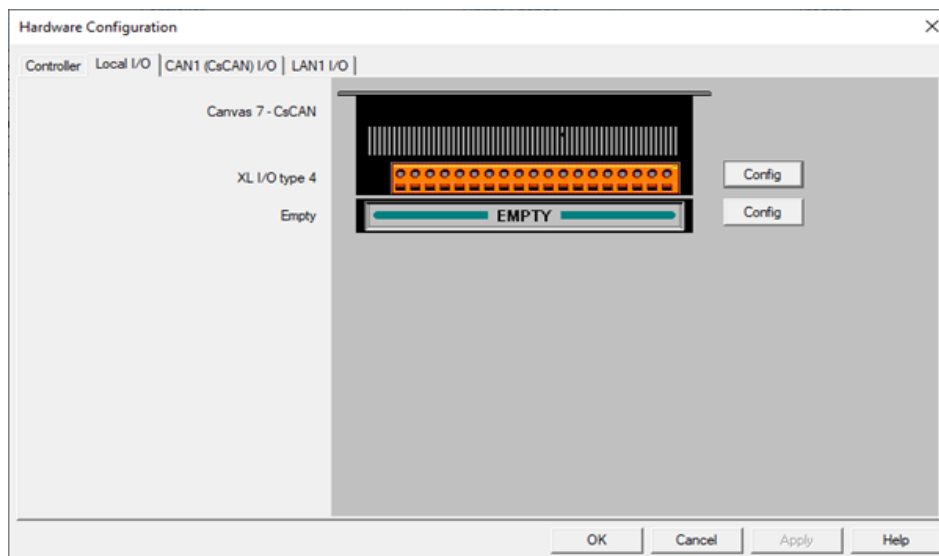 Hardware Configuration
Controller Local I/O CAN1 (CsCAN) I/O LAN1 I/O
Canvas 7 - CsCAN
XL I/O type 4 Config
Empty EMPTY Config
OK Cancel Apply Help